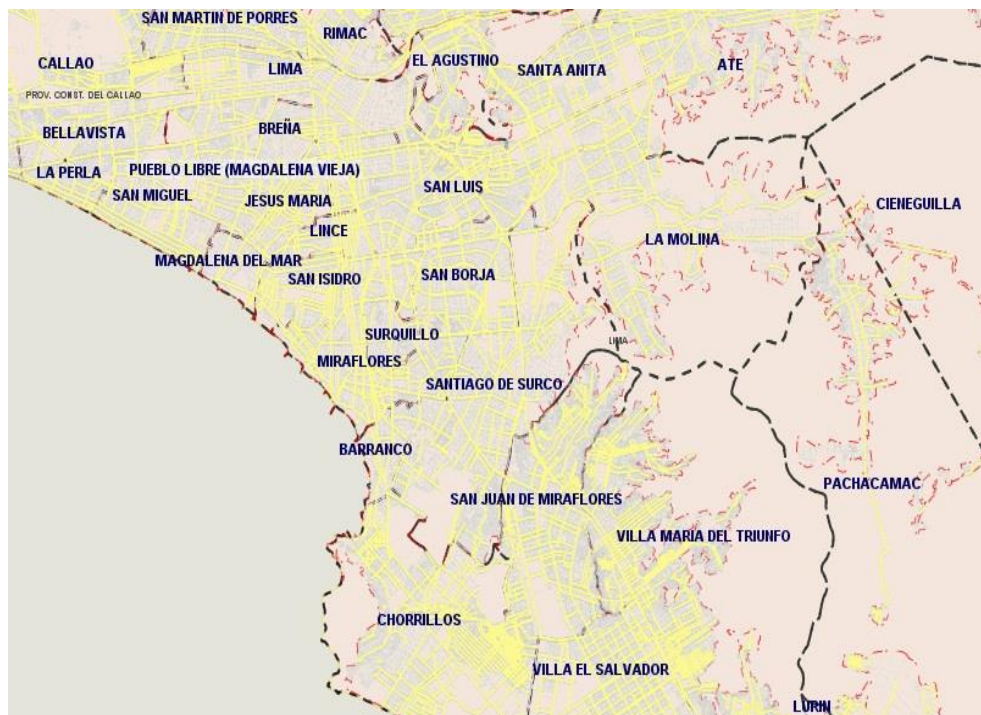 SAN MARTIN DE PORRES
RIMAC
CALLAO
LIMA
EL AGUSTINO
SANTA ANITA
ATE
PROV. CONST. DEL CALLAO
BELLAVISTA
BREÑA
LA PERLA
PUEBLO LIBRE (MAGDALENA VIEJA)
SAN MIGUEL
JESUS MARIA
SAN LUIS
CIENEGUILLA
LINCE
LA MOLINA
MAGDALENA DEL MAR
SAN ISIDRO
SAN BORJA
SURQUILLO
LIMA
MIRAFLORES
SANTIAGO DE SURCO
BARRANCO
SAN JUAN DE MIRAFLORES
PACHACAMAC
VILLA MARIA DEL TRIUNFO
CHORRILLOS
VILLA EL SALVADOR
LURIN